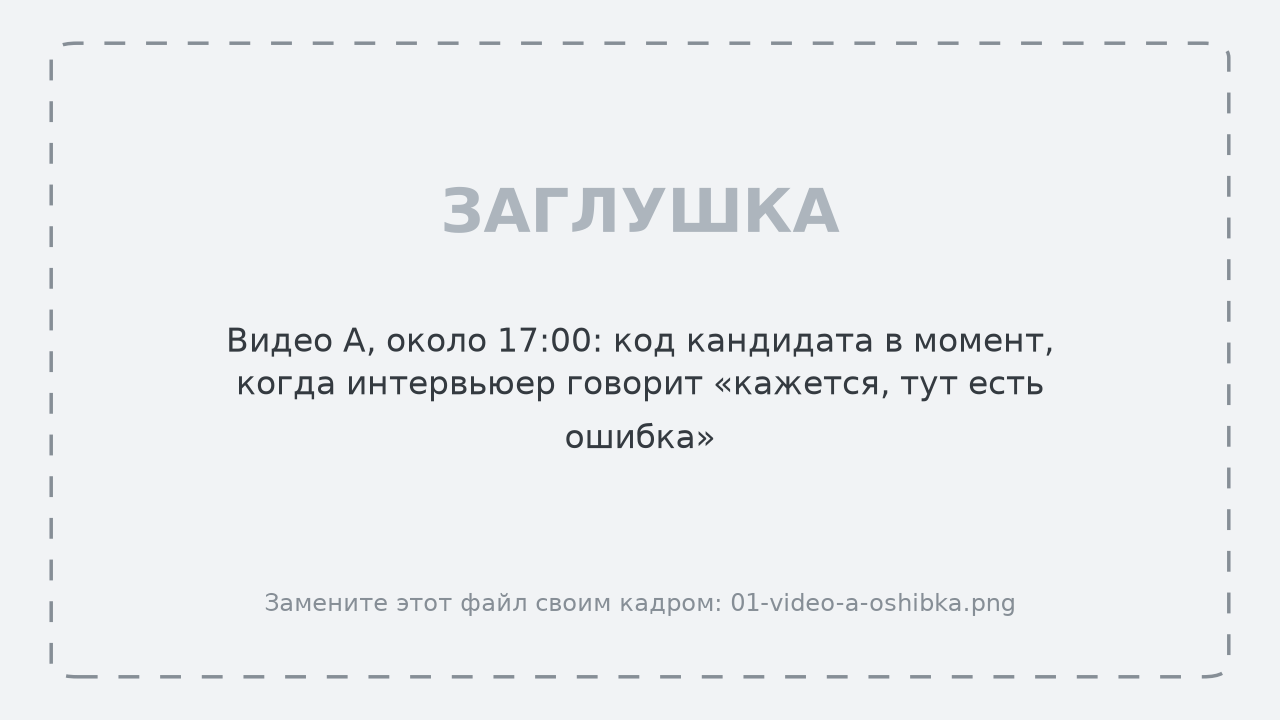 ЗАГЛУШКА
Видео A, около 17:00: код кандидата в момент,
когда интервьюер говорит «кажется, тут есть
ошибка»
Замените этот файл своим кадром: 01-video-a-oshibka.png